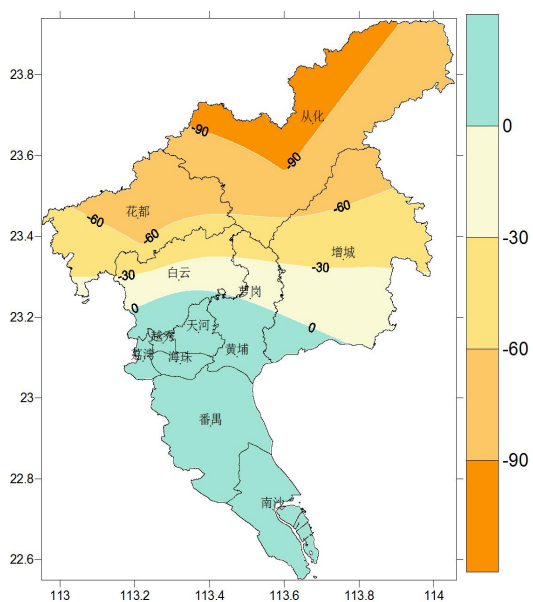 23.8
23.6
23.4
23.2
23
22.8
22.6
113
113.2
113.4
113.6
113.8
114
从化
-90
-90
花都
-60
-60
-60
增城
-30
-30
白云
萝岗
0
0
天河
越秀
荔湾
海珠
黄埔
番禺
南沙
0
-30
-60
-90